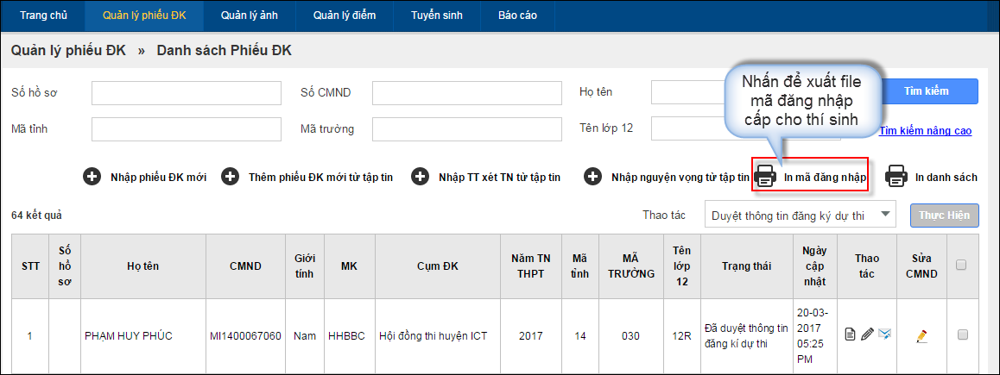 Trang chủ Quản lý phiếu ĐK Quản lý ảnh Quản lý điểm Tuyển sinh Báo cáo
Quản lý phiếu ĐK » Danh sách Phiếu ĐK
Nhấn để xuất file
mã đăng nhập
cấp cho thí sinh
Số hồ sơ Số CMND Họ tên Tìm kiếm
Mã tỉnh Mã trường Tên lớp 12 Tìm kiếm nâng cao
Nhập phiếu ĐK mới Thêm phiếu ĐK mới từ tập tin Nhập TT xét TN từ tập tin Nhập nguyện vọng từ tập tin In mã đăng nhập In danh sách
64 kết quả Thao tác Duyệt thông tin đăng ký dự thi Thực Hiện
STT Số hồ sơ Họ tên CMND Giới tính MK Cụm ĐK Năm TN THPT Mã tỉnh MÃ TRƯỜNG Tên lớp 12 Trạng thái Ngày cập nhật Thao tác Sửa CMND
1 PHẠM HUY PHÚC MI1400067060 Nam HHBBC Hội đồng thi huyện ICT 2017 14 030 12R Đã duyệt thông tin đăng kí dự thi 20-03-2017 05:25 PM